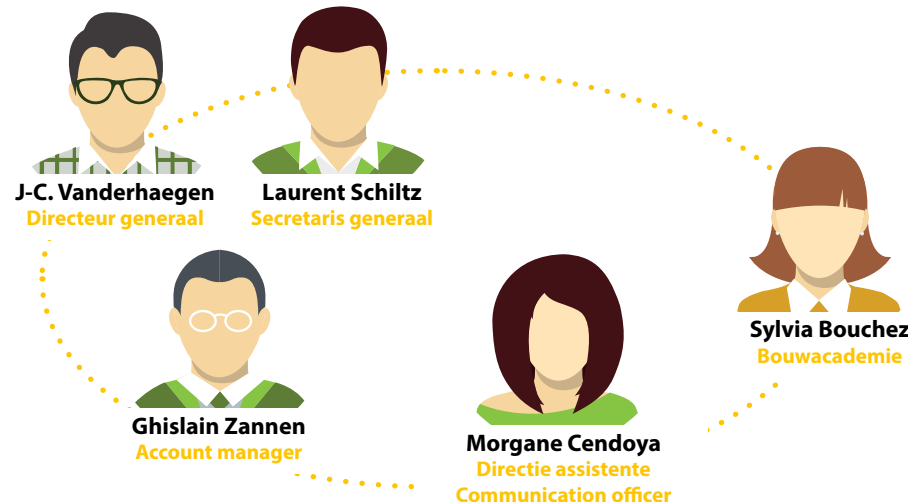 J-C. Vanderhaegen
Directeur generaal
Laurent Schiltz
Secretaris generaal
Sylvia Bouchez
Bouwacademie
Ghislain Zannen
Account manager
Morgane Cendoya
Directie assistente
Communication officer